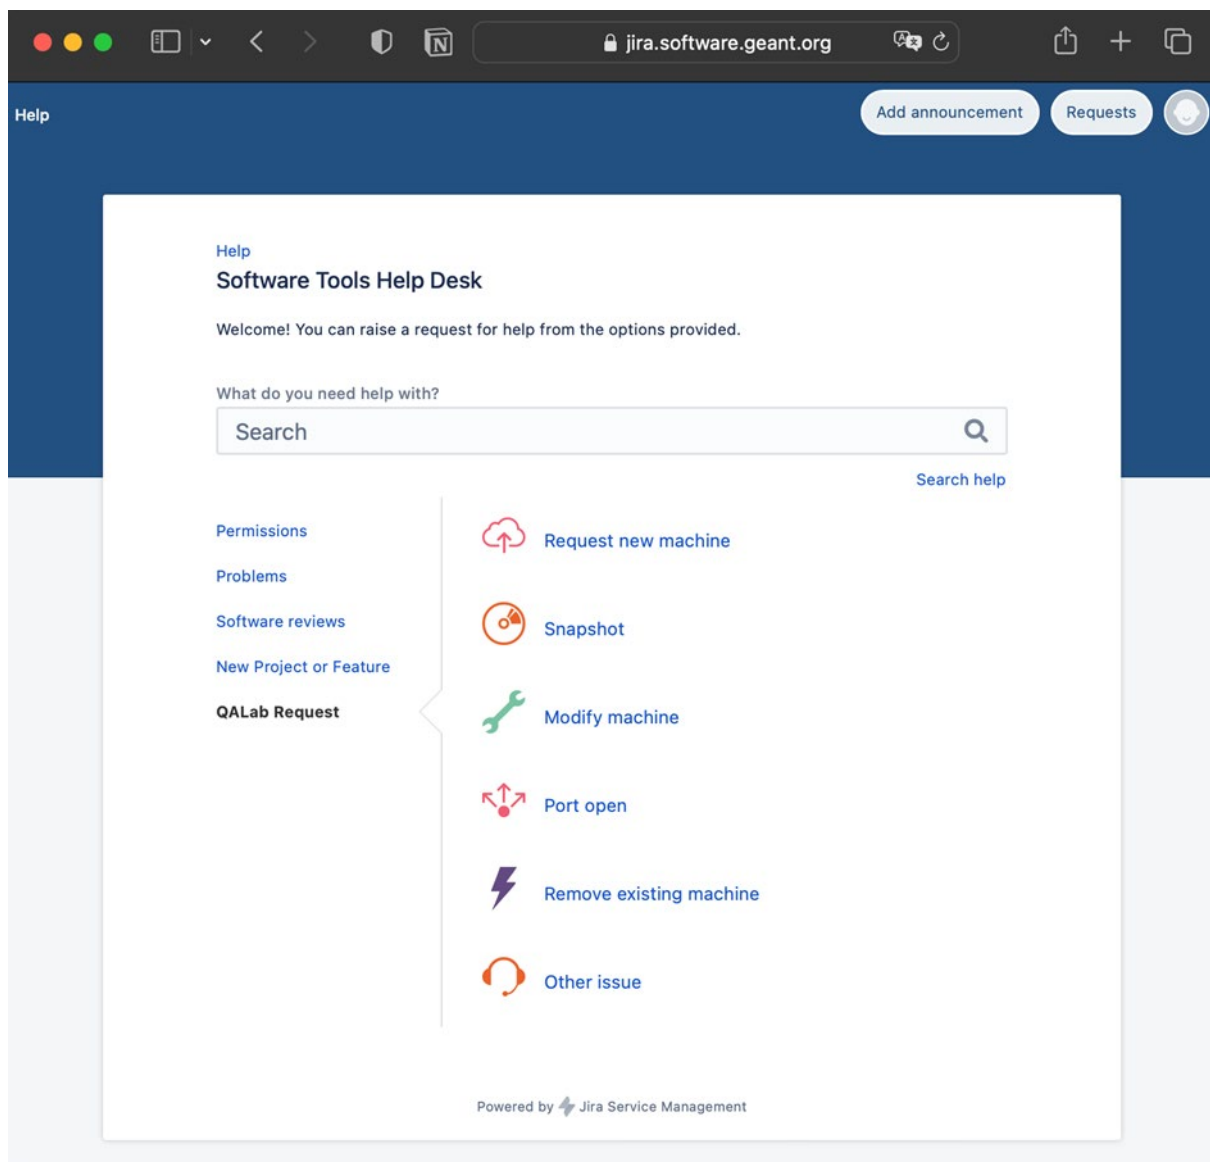 jira.software.geant.org
Help
Add announcement
Requests
Help
Software Tools Help Desk
Welcome! You can raise a request for help from the options provided.
What do you need help with?
Search
Search help
Permissions
Problems
Software reviews
New Project or Feature
QALab Request
Request new machine
Snapshot
Modify machine
Port open
Remove existing machine
Other issue
Powered by Jira Service Management